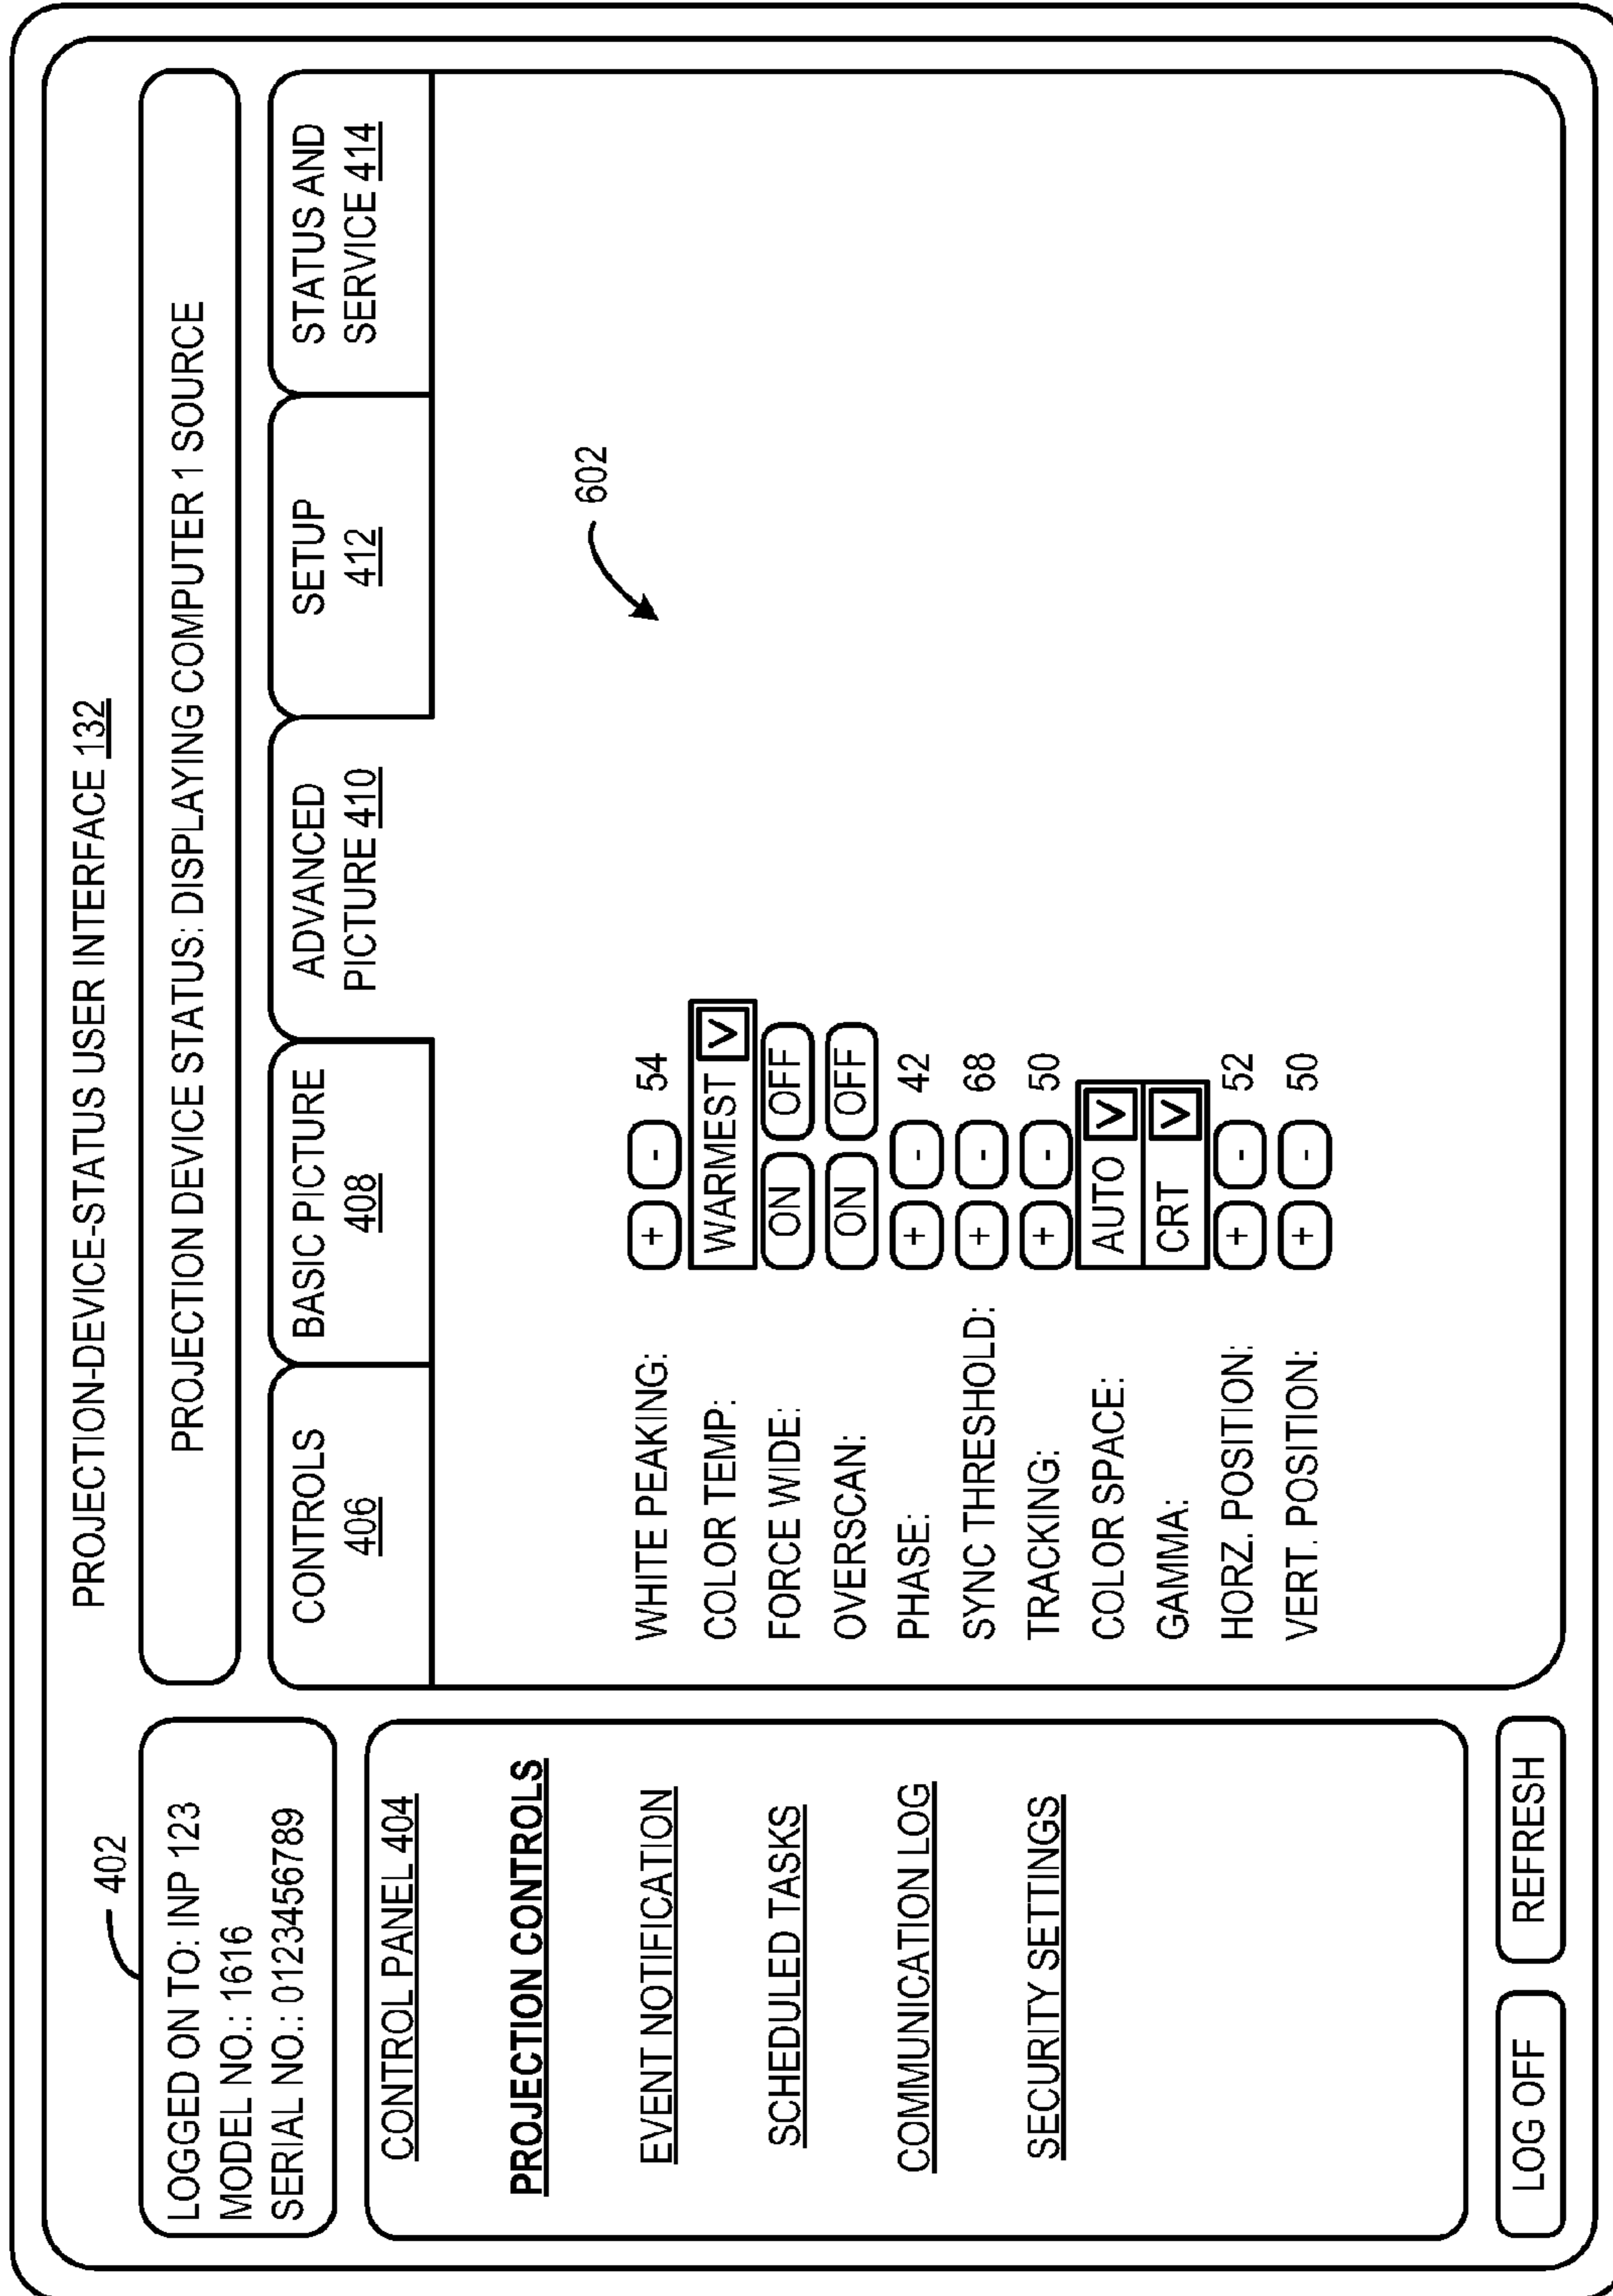 PROJECTION-DEVICE-STATUS USER INTERFACE 132
402
LOGGED ON TO: INP 123
MODEL NO.: 1616
SERIAL NO.: 0123456789
PROJECTION DEVICE STATUS: DISPLAYING COMPUTER 1 SOURCE
CONTROL PANEL 404
PROJECTION CONTROLS
EVENT NOTIFICATION
SCHEDULED TASKS
COMMUNICATION LOG
SECURITY SETTINGS
LOG OFF
REFRESH
CONTROLS
406
BASIC PICTURE
408
ADVANCED
PICTURE 410
SETUP
412
STATUS AND
SERVICE 414
602
WHITE PEAKING: + - 54
COLOR TEMP: WARMEST V
FORCE WIDE: ON OFF
OVERSCAN: ON OFF
PHASE: + - 42
SYNC THRESHOLD: + - 68
TRACKING: + - 50
COLOR SPACE: AUTO V
GAMMA: CRT V
HORZ. POSITION: + - 52
VERT. POSITION: + - 50